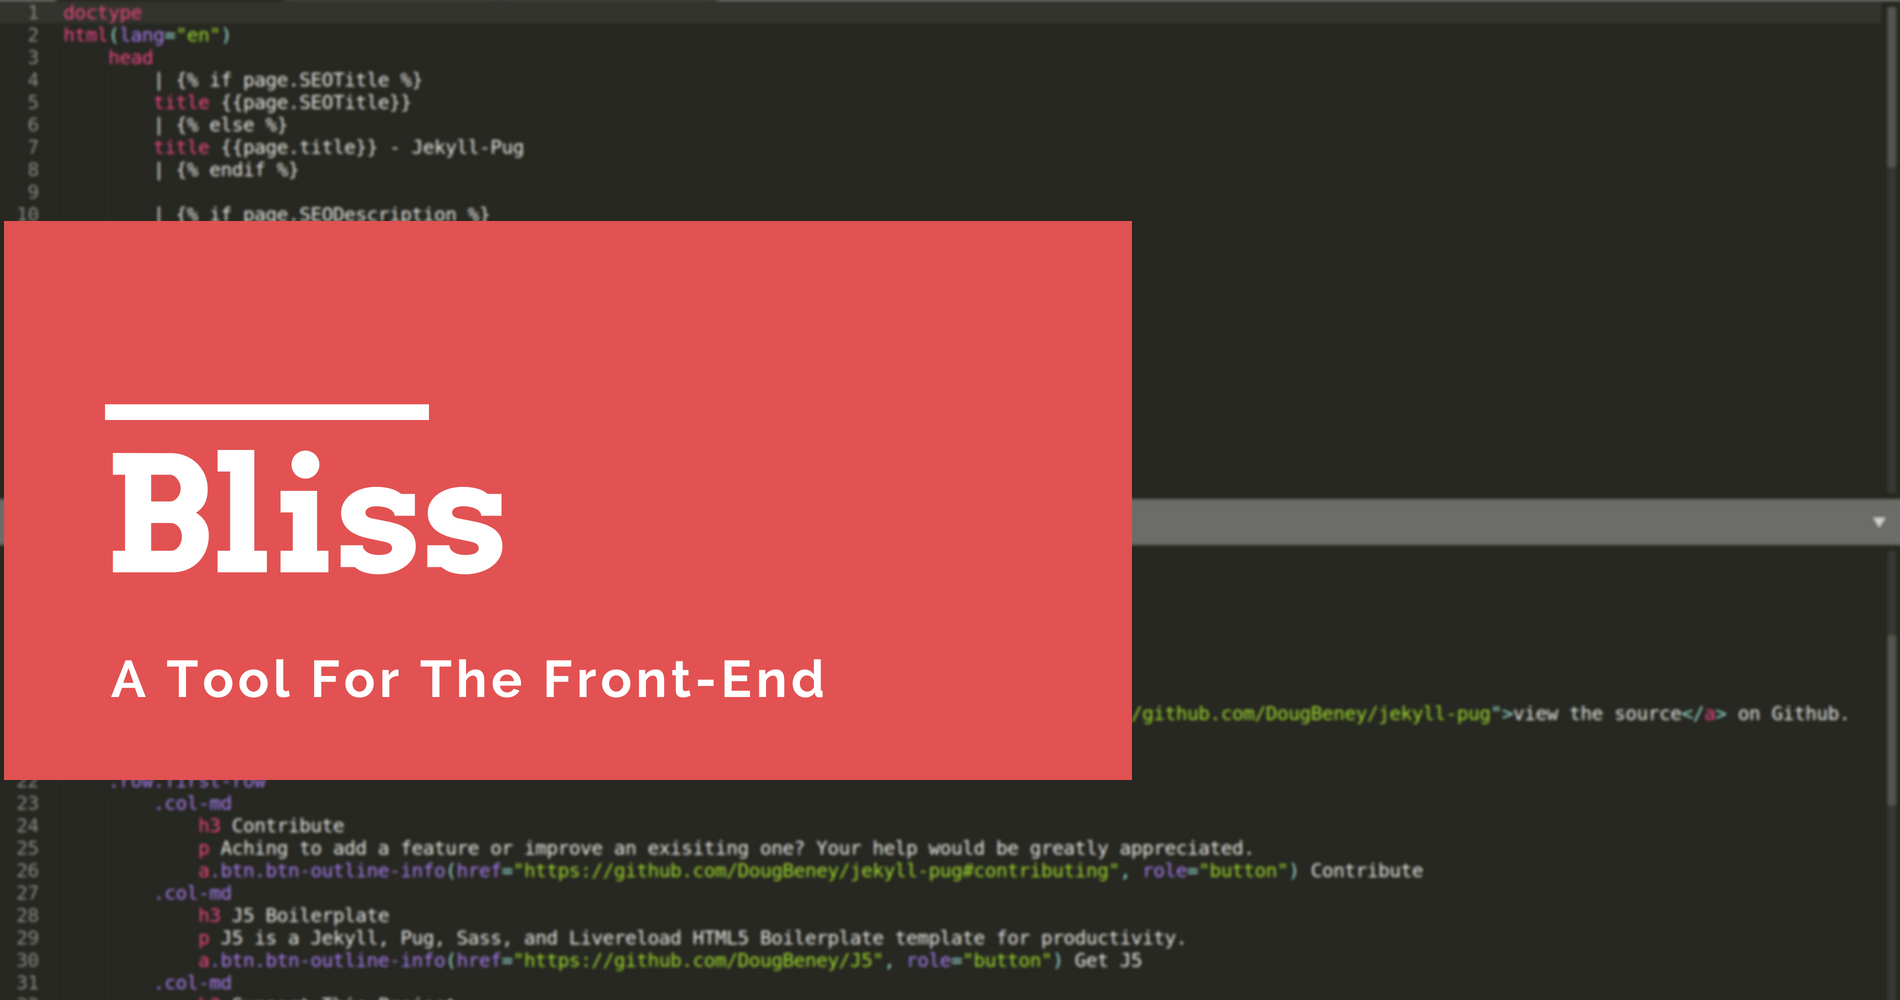 1 doctype
2 html(lang="en")
3 head
4 | {% if page.SEOTitle %}
5 title {{page.SEOTitle}}
6 | {% else %}
7 title {{page.title}} - Jekyll-Pug
8 | {% endif %}
9
10 | {% if page.SEODescription %}
Bliss
A Tool For The Front-End
/github.com/DougBeney/jekyll-pug">view the source</a> on Github.
22 .row.first-row
23 .col-md
24 h3 Contribute
25 p Aching to add a feature or improve an exisiting one? Your help would be greatly appreciated.
26 a.btn.btn-outline-info(href="https://github.com/DougBeney/jekyll-pug#contributing", role="button") Contribute
27 .col-md
28 h3 J5 Boilerplate
29 p J5 is a Jekyll, Pug, Sass, and Livereload HTML5 Boilerplate template for productivity.
30 a.btn.btn-outline-info(href="https://github.com/DougBeney/J5", role="button") Get J5
31 .col-md
h3 Support This Project